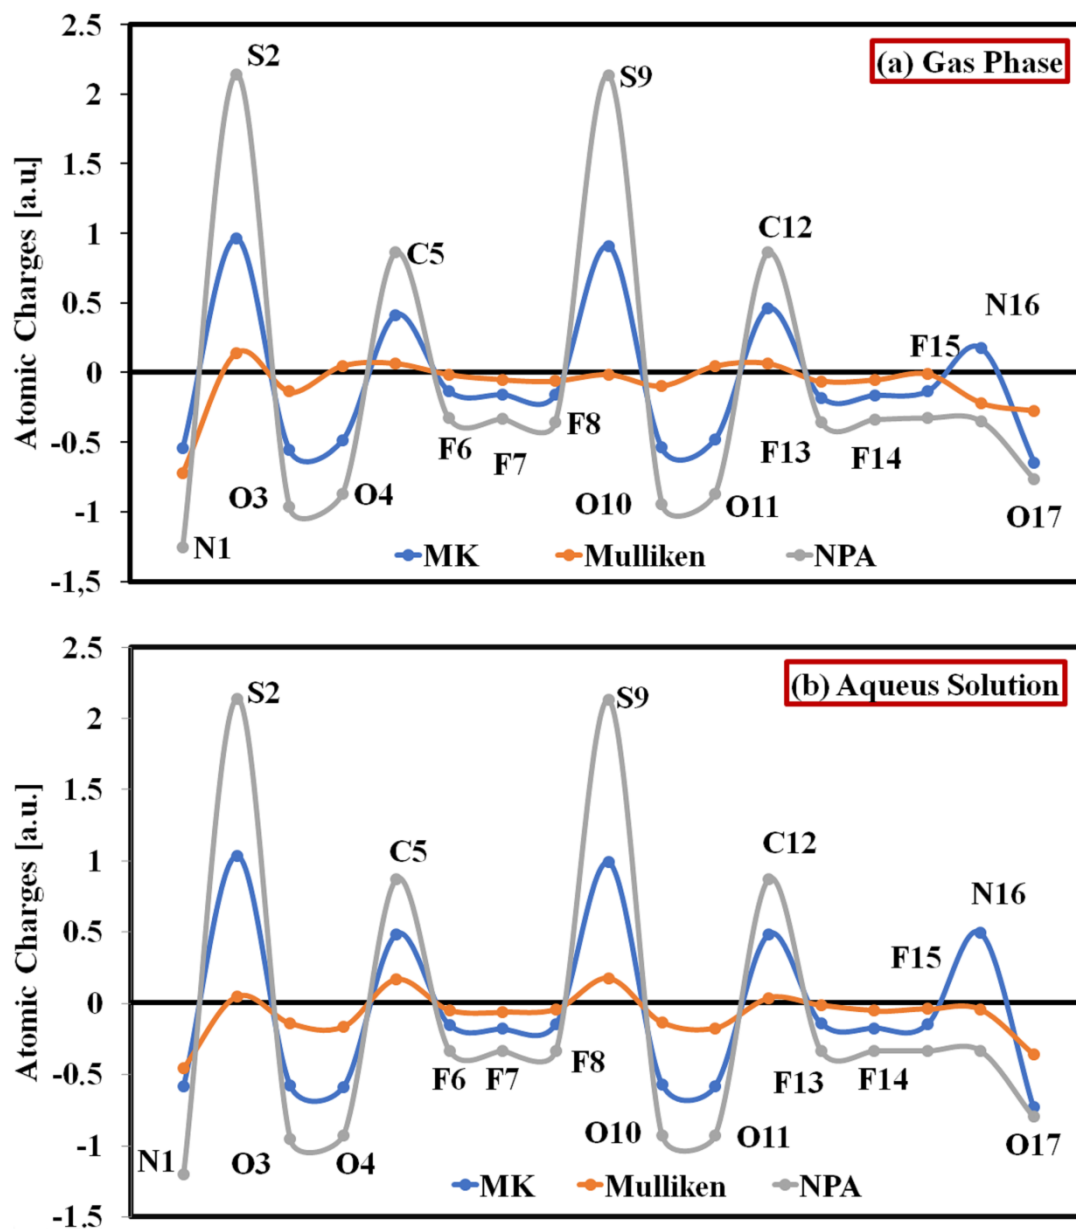 2.5
S2
(a) Gas Phase
S9
2
1.5
Atomic Charges [a.u.]
1
C5
C12
0.5
N16
F15
0
F6
F7
F8
F13
F14
-0.5
O3
O4
O10
O11
O17
-1
N1
MK
Mulliken
NPA
-1,5
2.5
S2
S9
(b) Aqueus Solution
2
1.5
Atomic Charges [a.u.]
1
C5
C12
N16
0.5
F15
0
F6
F7
F8
F13
F14
-0.5
N1
O3
O4
O10
O11
O17
-1
MK
Mulliken
NPA
-1.5